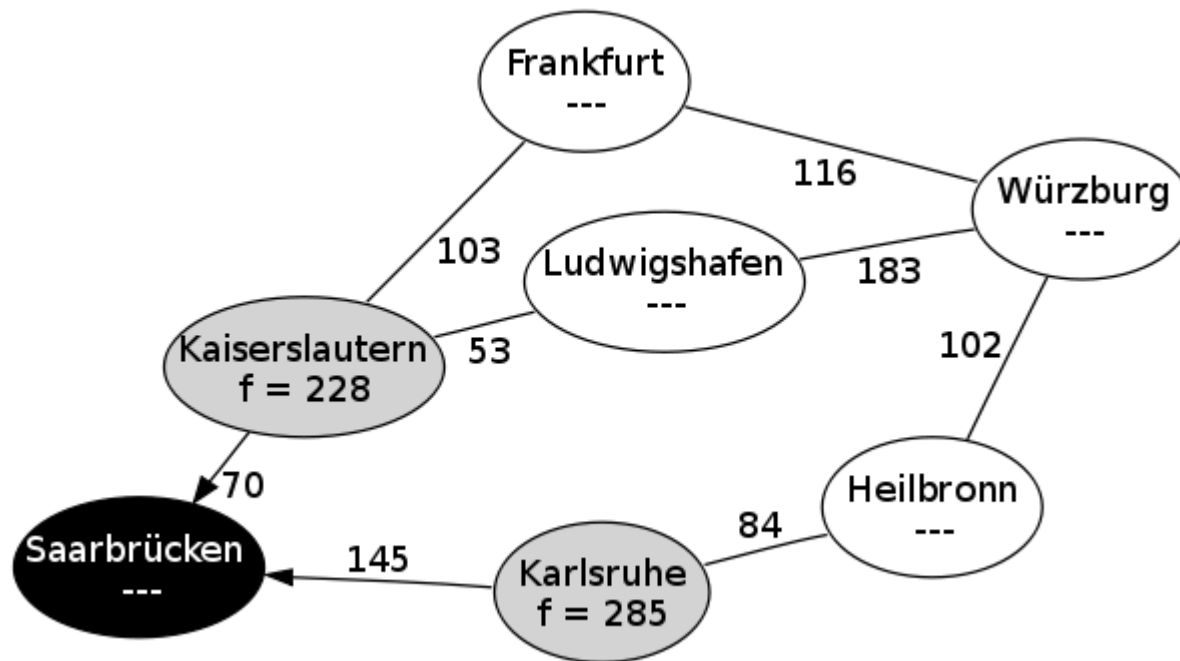 Frankfurt
---
116
Würzburg
---
103
Ludwigshafen
---
183
Kaiserslautern
f = 228
53
102
70
Heilbronn
---
84
Saarbrücken
---
145
Karlsruhe
f = 285